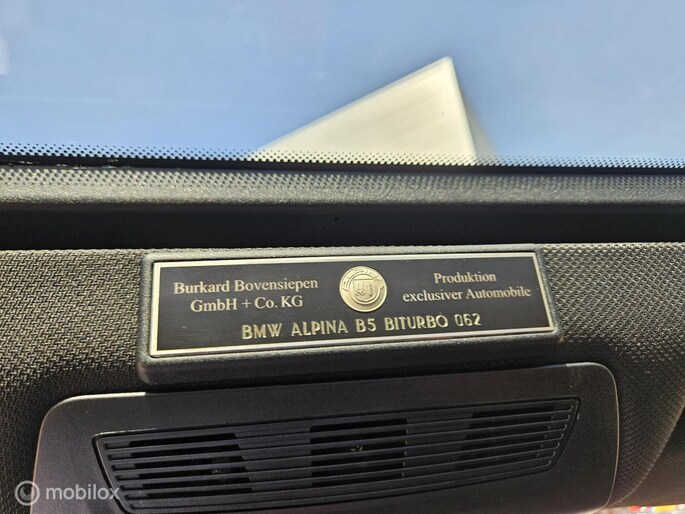 Burkard Bovensiepen
GmbH + Co. KG
Produktion
exclusiver Automobile
BMW ALPINA B5 BITURBO 062
mobilox